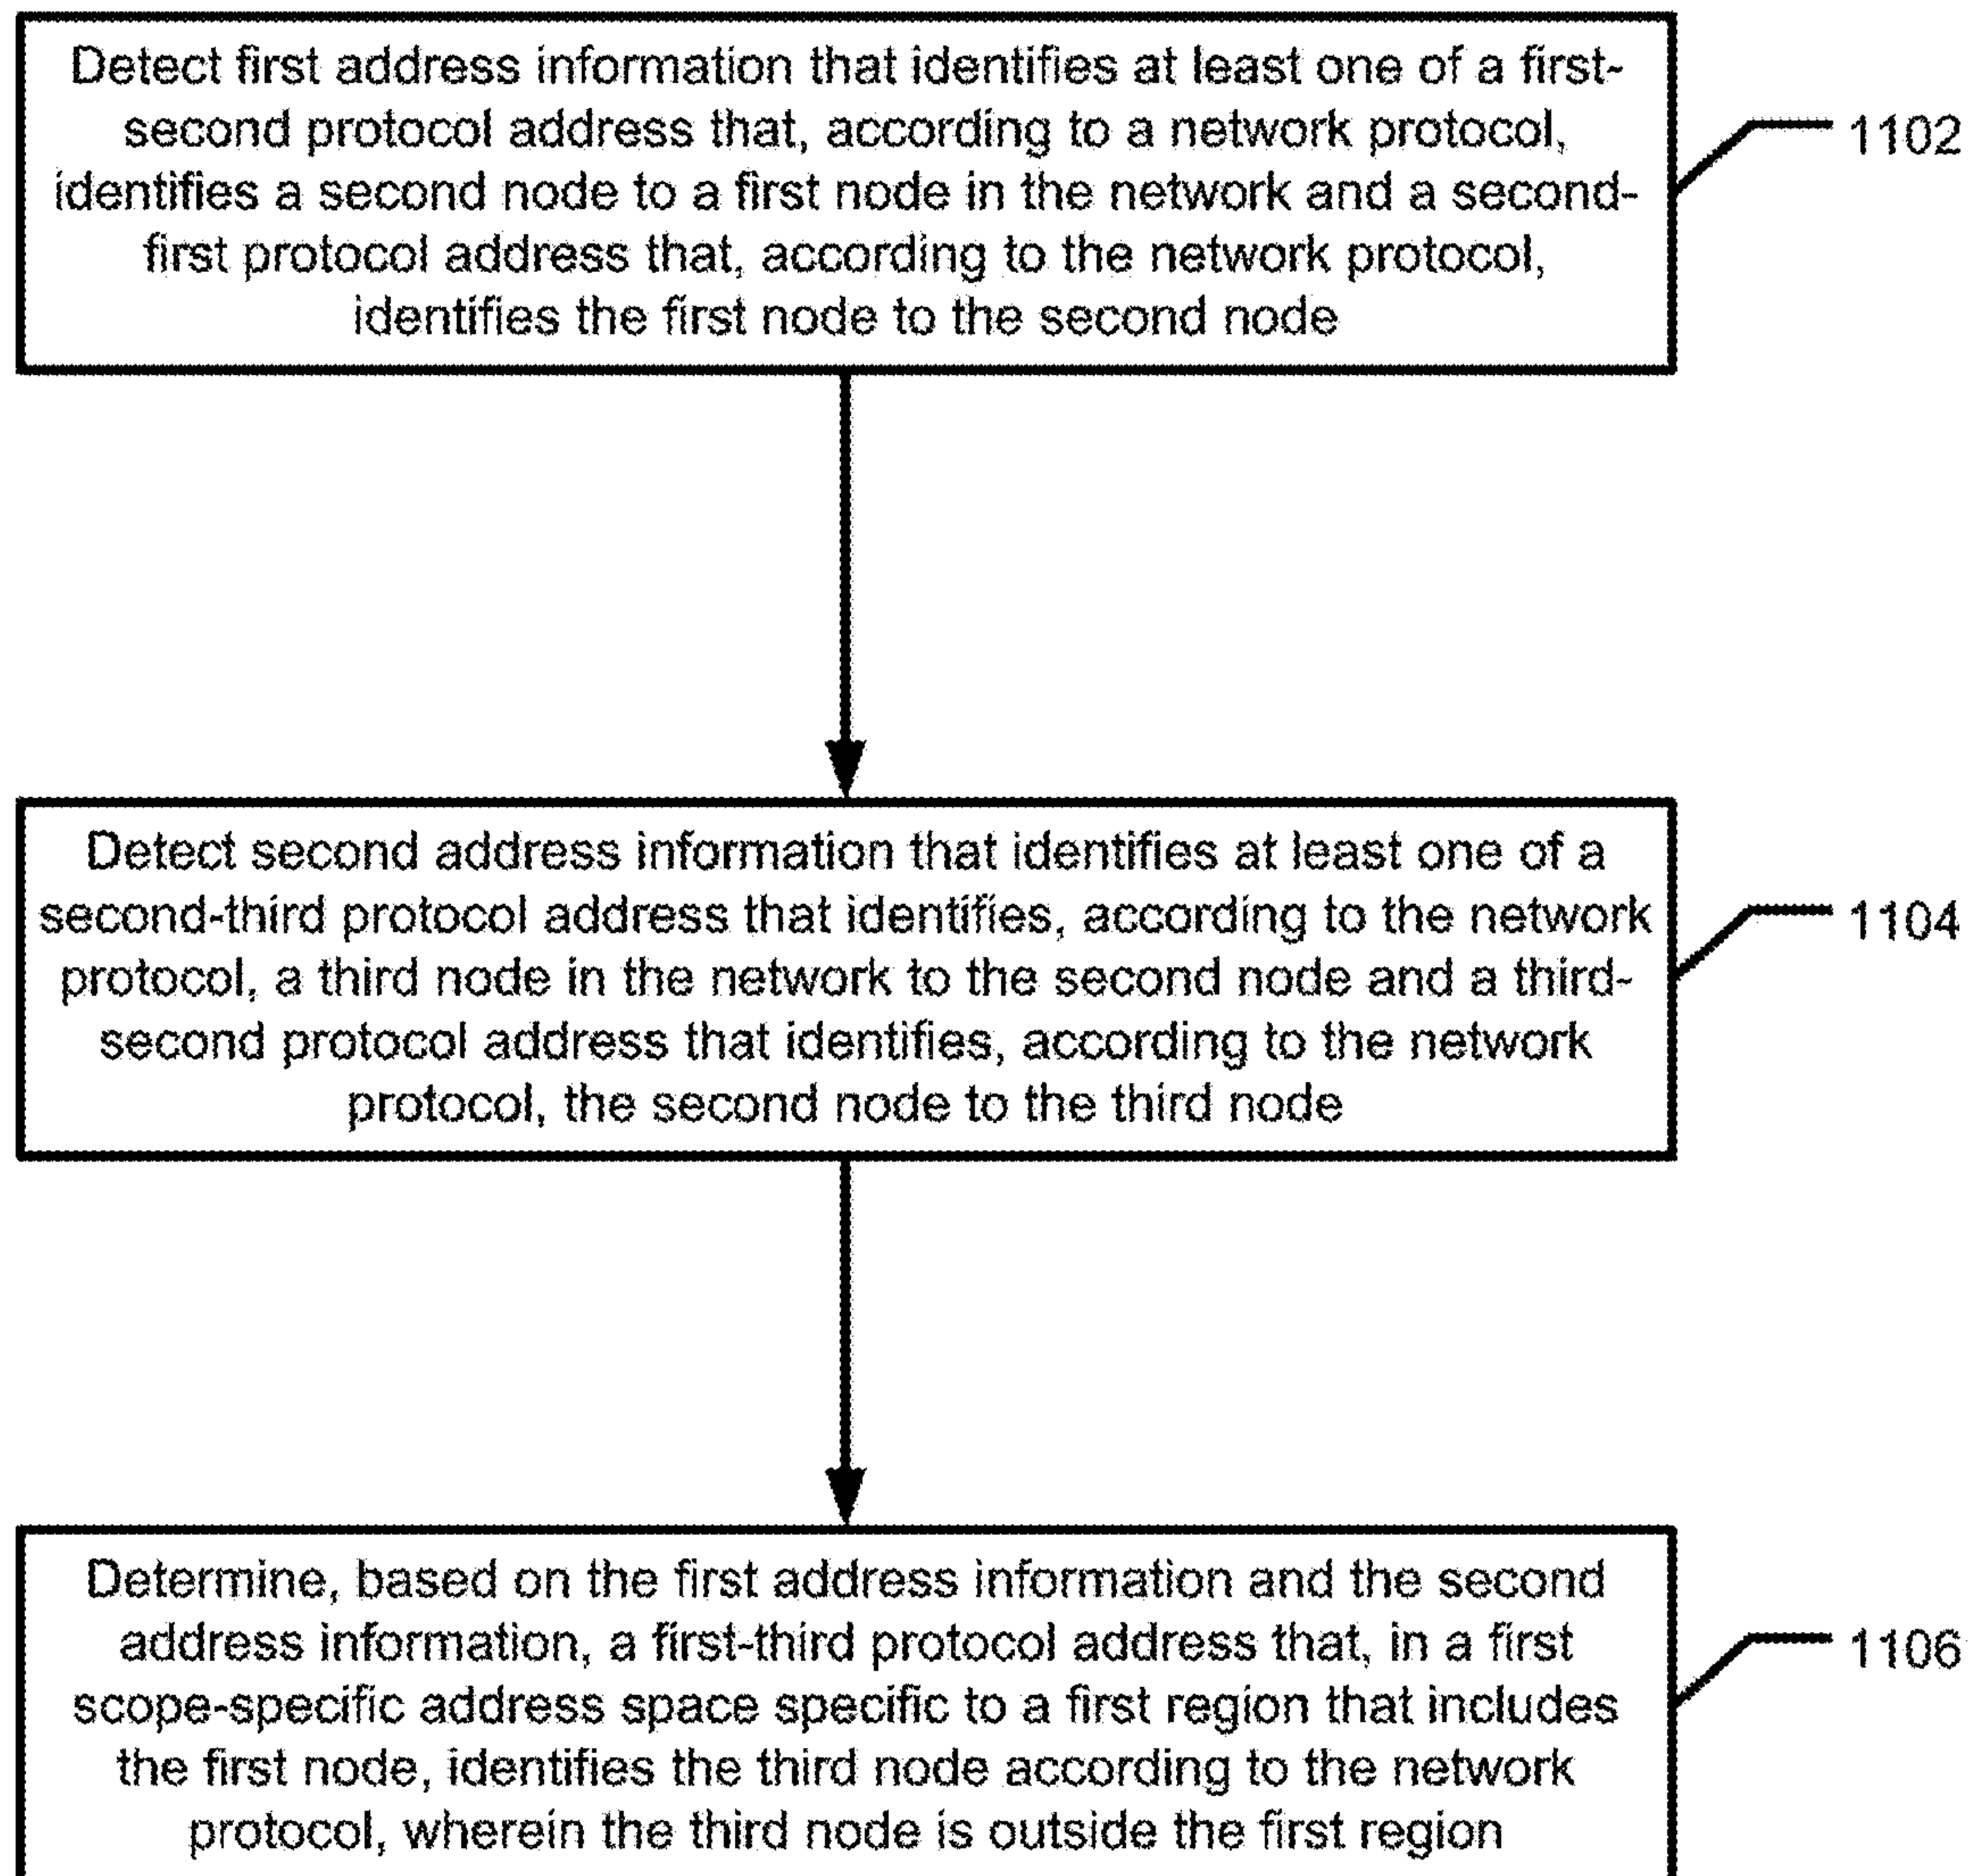 Detect first address information that identifies at least one of a first-
second protocol address that, according to a network protocol,
identifies a second node to a first node in the network and a second-
first protocol address that, according to the network protocol,
identifies the first node to the second node
1102
Detect second address information that identifies at least one of a
second-third protocol address that identifies, according to the network
protocol, a third node in the network to the second node and a third-
second protocol address that identifies, according to the network
protocol, the second node to the third node
1104
Determine, based on the first address information and the second
address information, a first-third protocol address that, in a first
scope-specific address space specific to a first region that includes
the first node, identifies the third node according to the network
protocol, wherein the third node is outside the first region
1106